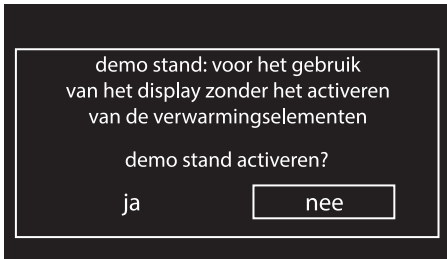 demo stand: voor het gebruik
van het display zonder het activeren
van de verwarmingselementen
demo stand activeren?
ja nee